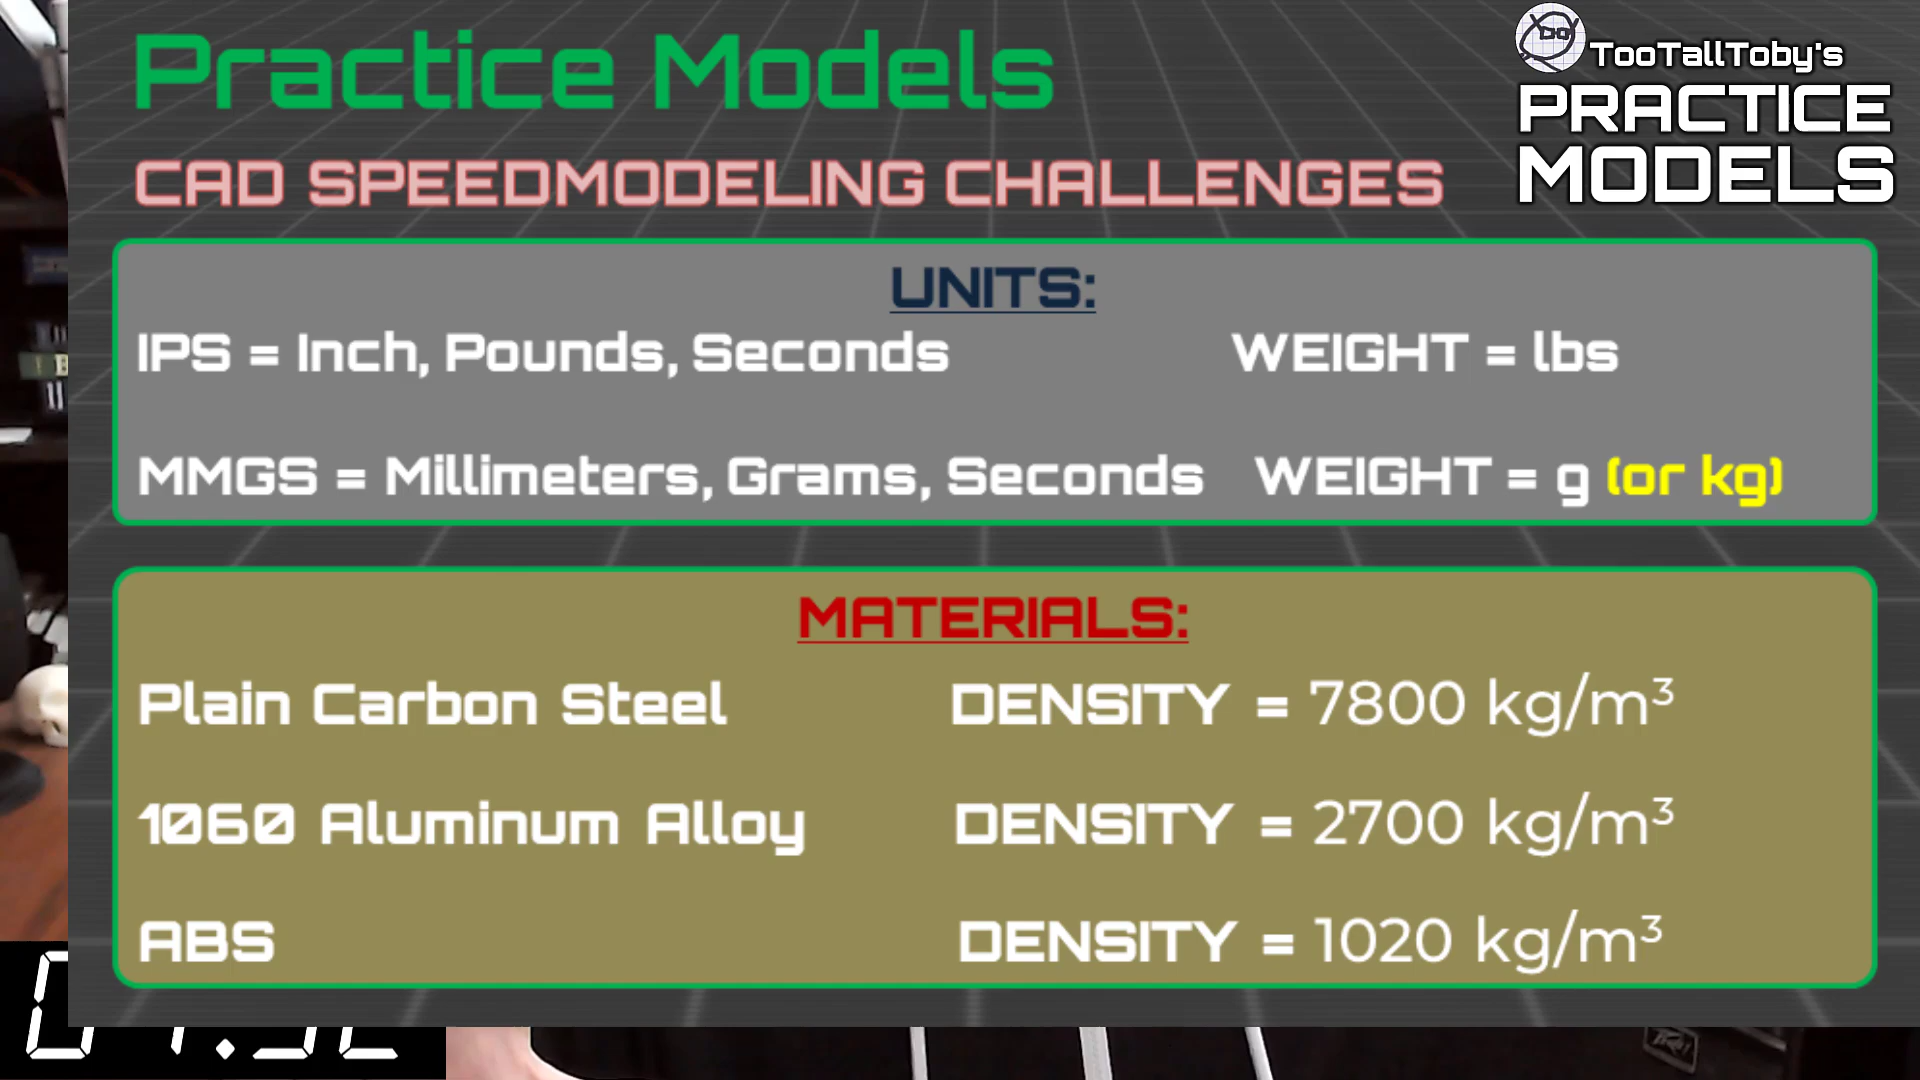 Practice Models
TooTallToby's
PRACTICE
MODELS
CAD SPEEDMODELING CHALLENGES
UNITS:
IPS = Inch, Pounds, Seconds WEIGHT = lbs
MMGS = Millimeters, Grams, Seconds WEIGHT = g (or kg)
MATERIALS:
Plain Carbon Steel DENSITY = 7800 kg/m³
1060 Aluminum Alloy DENSITY = 2700 kg/m³
ABS DENSITY = 1020 kg/m³